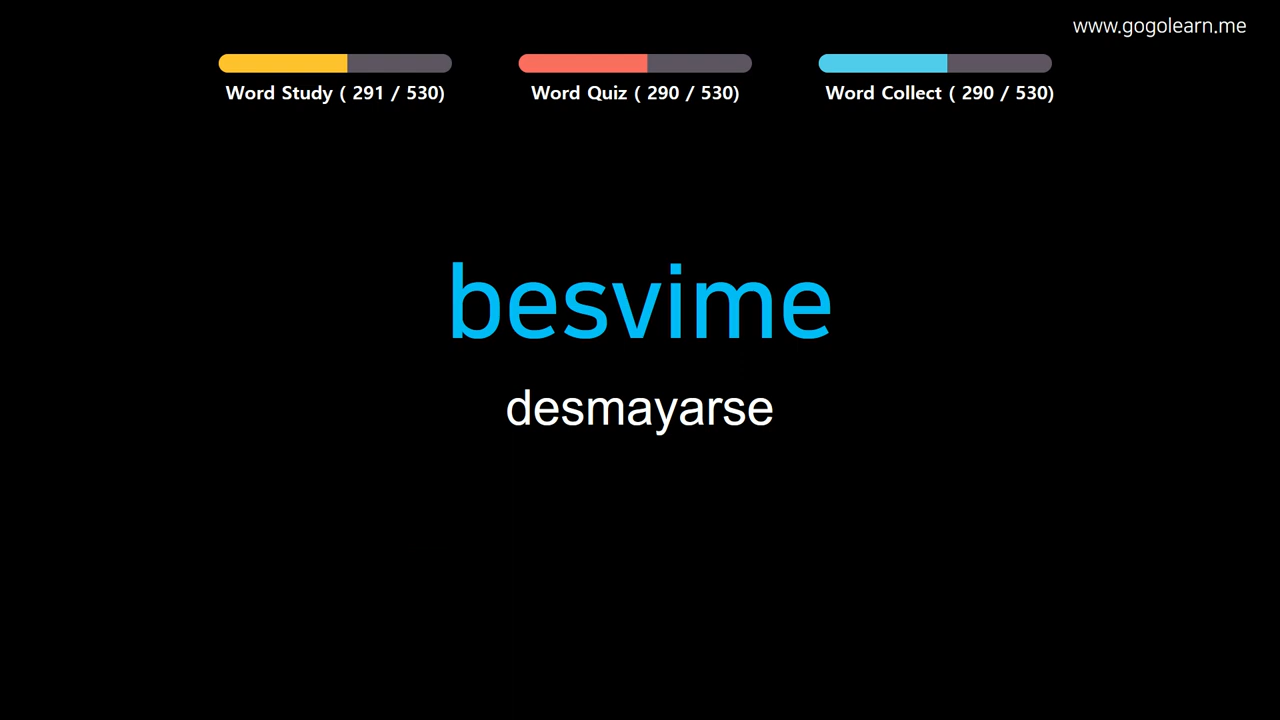 www.gogolearn.me
Word Study ( 291 / 530)
Word Quiz ( 290 / 530)
Word Collect ( 290 / 530)
besvime
desmayarse